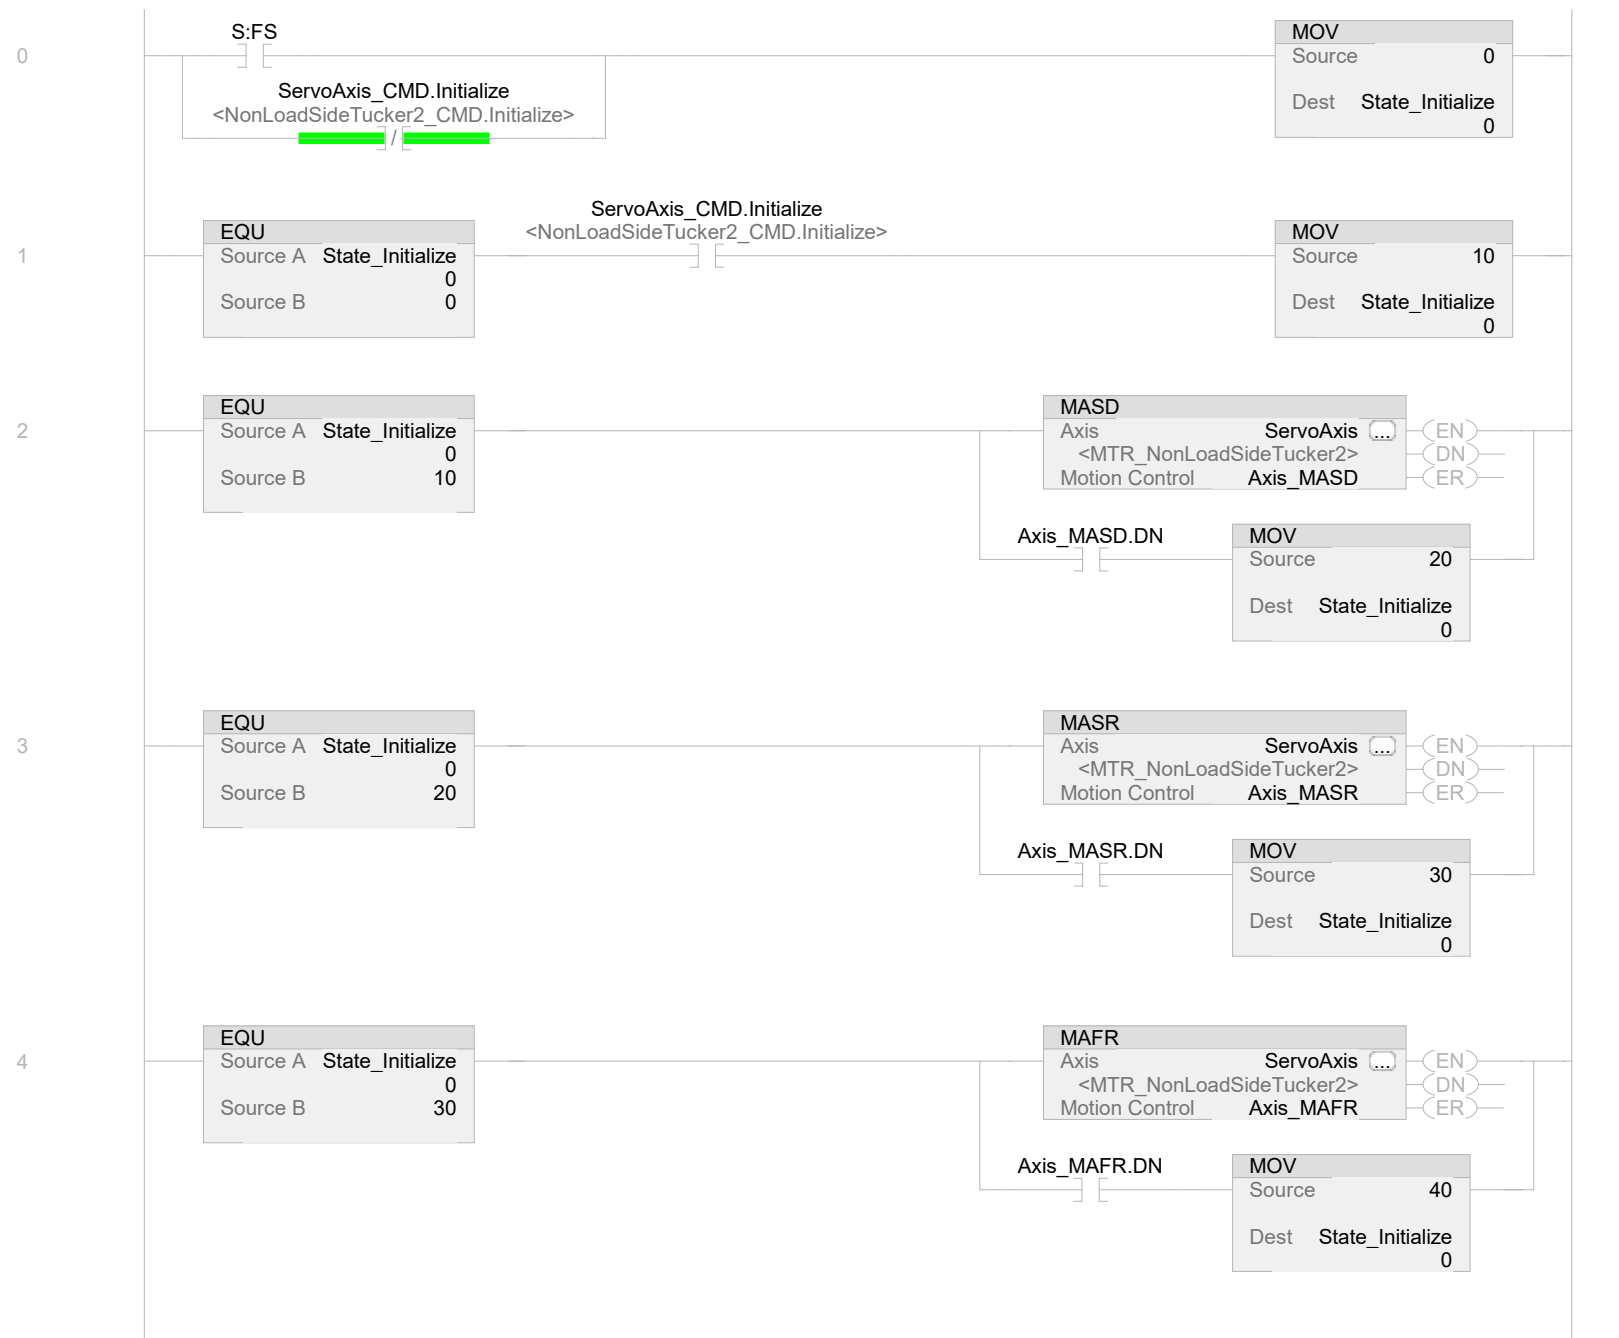 0
S:FS
ServoAxis_CMD.Initialize
<NonLoadSideTucker2_CMD.Initialize>
/
MOV
Source 0
Dest State_Initialize
0
1
EQU
Source A State_Initialize
0
Source B 0
ServoAxis_CMD.Initialize
<NonLoadSideTucker2_CMD.Initialize>
MOV
Source 10
Dest State_Initialize
0
2
EQU
Source A State_Initialize
0
Source B 10
MASD
Axis ServoAxis ... EN
<MTR_NonLoadSideTucker2> DN
Motion Control Axis_MASD ER
Axis_MASD.DN
MOV
Source 20
Dest State_Initialize
0
3
EQU
Source A State_Initialize
0
Source B 20
MASR
Axis ServoAxis ... EN
<MTR_NonLoadSideTucker2> DN
Motion Control Axis_MASR ER
Axis_MASR.DN
MOV
Source 30
Dest State_Initialize
0
4
EQU
Source A State_Initialize
0
Source B 30
MAFR
Axis ServoAxis ... EN
<MTR_NonLoadSideTucker2> DN
Motion Control Axis_MAFR ER
Axis_MAFR.DN
MOV
Source 40
Dest State_Initialize
0